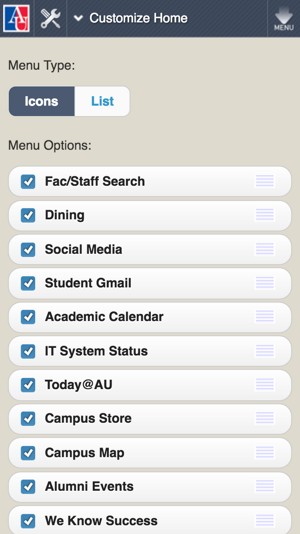 AU
Customize Home
MENU
Menu Type:
Icons
List
Menu Options:
Fac/Staff Search
Dining
Social Media
Student Gmail
Academic Calendar
IT System Status
Today@AU
Campus Store
Campus Map
Alumni Events
We Know Success